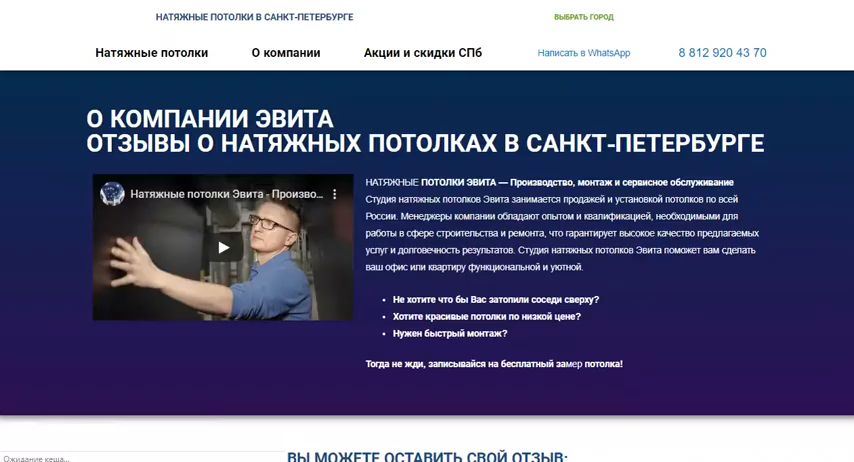 НАТЯЖНЫЕ ПОТОЛКИ В САНКТ-ПЕТЕРБУРГЕ
ВЫБРАТЬ ГОРОД
Натяжные потолки
О компании
Акции и скидки СПб
Написать в WhatsApp
8 812 920 43 70
О КОМПАНИИ ЭВИТА
ОТЗЫВЫ О НАТЯЖНЫХ ПОТОЛКАХ В САНКТ-ПЕТЕРБУРГЕ
Натяжные потолки Эвита - Произво...
НАТЯЖНЫЕ ПОТОЛКИ ЭВИТА — Производство, монтаж и сервисное обслуживание
Студия натяжных потолков Эвита занимается продажей и установкой потолков по всей
России. Менеджеры компании обладают опытом и квалификацией, необходимыми для
работы в сфере строительства и ремонта, что гарантирует высокое качество предлагаемых
услуг и долговечность результатов. Студия натяжных потолков Эвита поможет вам сделать
ваш офис или квартиру функциональной и уютной.
Не хотите что бы Вас затопили соседи сверху?
Хотите красивые потолки по низкой цене?
Нужен быстрый монтаж?
Тогда не жди, записывайся на бесплатный замер потолка!
ВЫ МОЖЕТЕ ОСТАВИТЬ СВОЙ ОТЗЫВ:
Ожидание кеша...